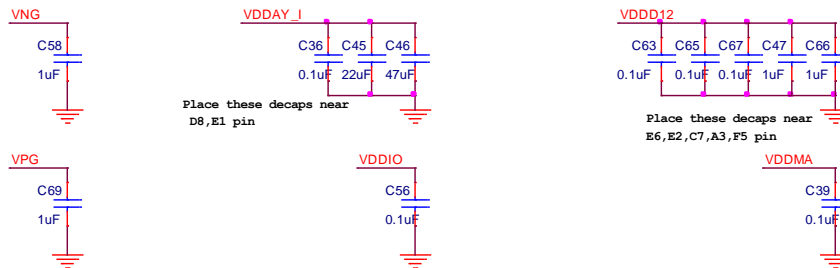 VNG
VDDAY_I
VDDD12
C58
C36
C45
C46
C63
C65
C67
C47
C66
1uF
0.1uF
22uF
47uF
0.1uF
0.1uF
0.1uF
1uF
1uF
Place these decaps near
D8,E1 pin
Place these decaps near
E6,E2,C7,A3,F5 pin
VPG
VDDIO
VDDMA
C69
C56
C39
1uF
0.1uF
0.1uF